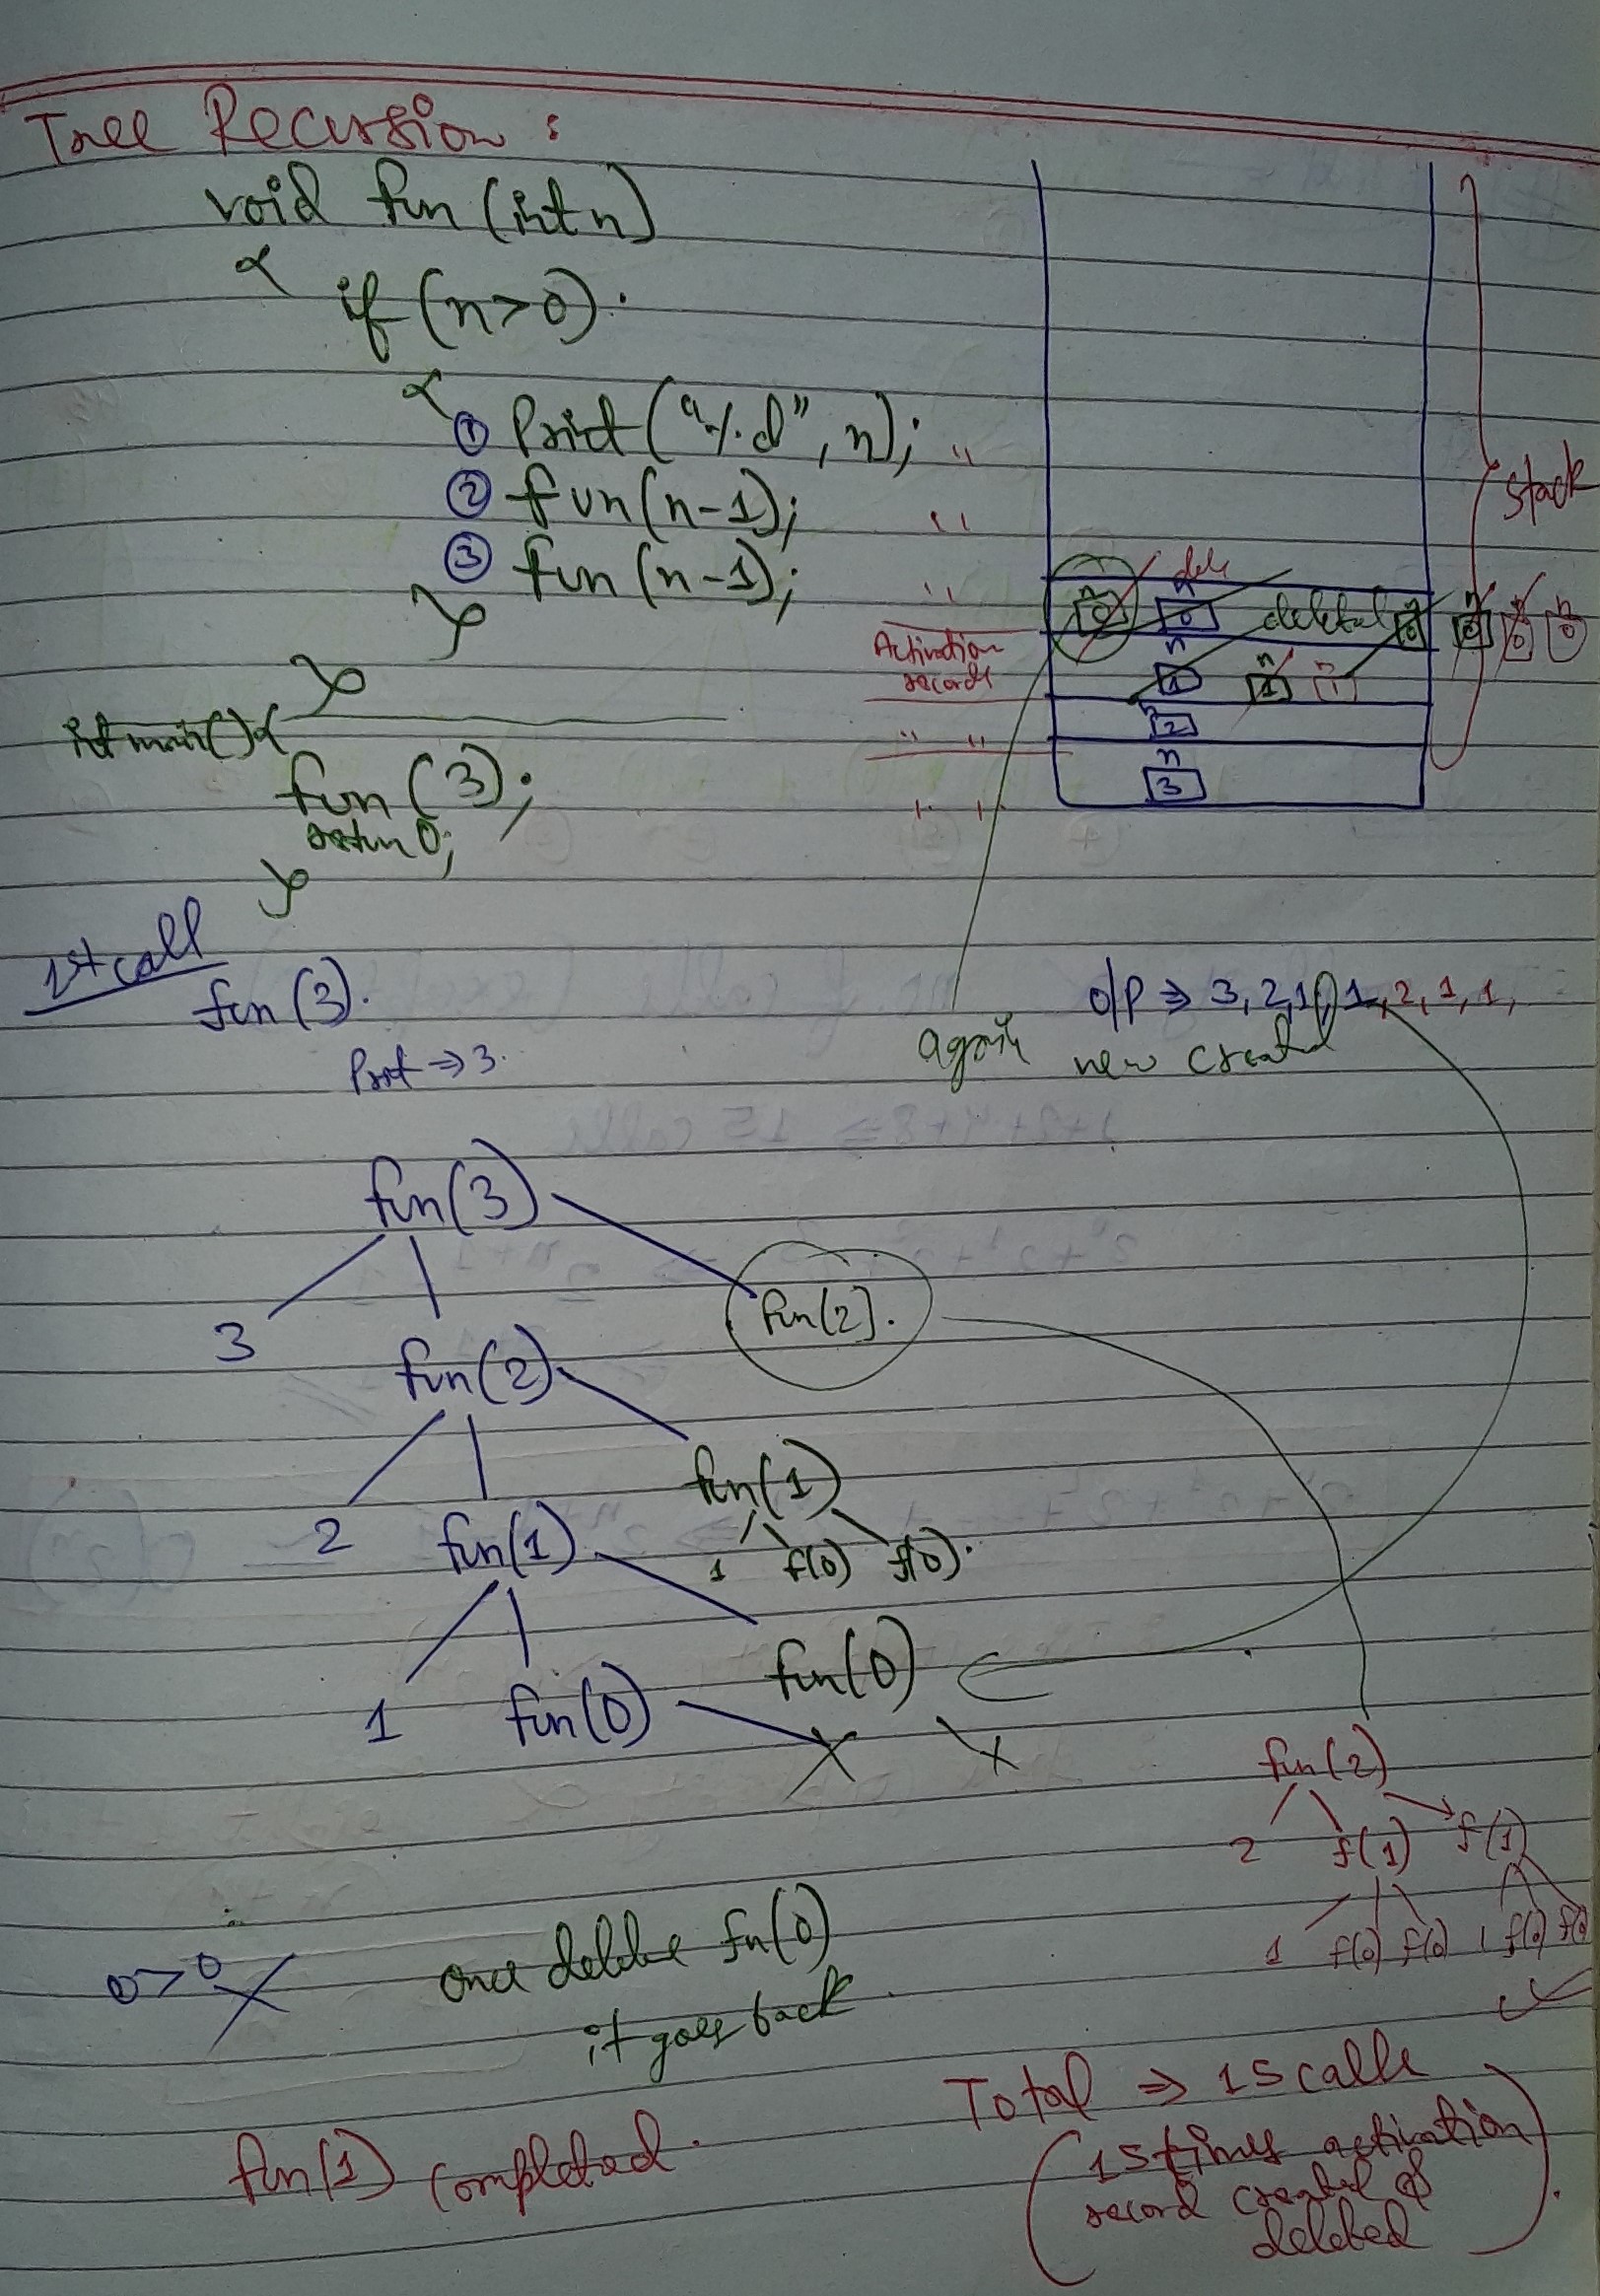 Tree Recursion :
void fun (int n)
{
if (n>0).
{
① Print ("%d", n); "
② fun(n-1); "
③ fun (n-1); "
}
}
int main() {
fun (3);
return 0;
}
stack
dele
n n
0 0 deleted 0 0 0 0
Activation
records
n n n
1 1 1
" "
2
n
3
" "
1st call
fun (3).
Print ⇒ 3.
o/p ⇒ 3, 2, 1, 1, 2, 1, 1,
again new created
fun(3)
3 fun(2) fun(2).
2 fun(1) fun(1)
1 f(0) f(0).
1 fun(0) fun(0)
X X
fun(2)
2 f(1) f(1)
1 f(0) f(0) 1 f(0) f(0)
0>0 X
once fun(0)
it goes back
fun(1) completed.
Total ⇒ 15 calls
(15 times activation
record created &
deleted).